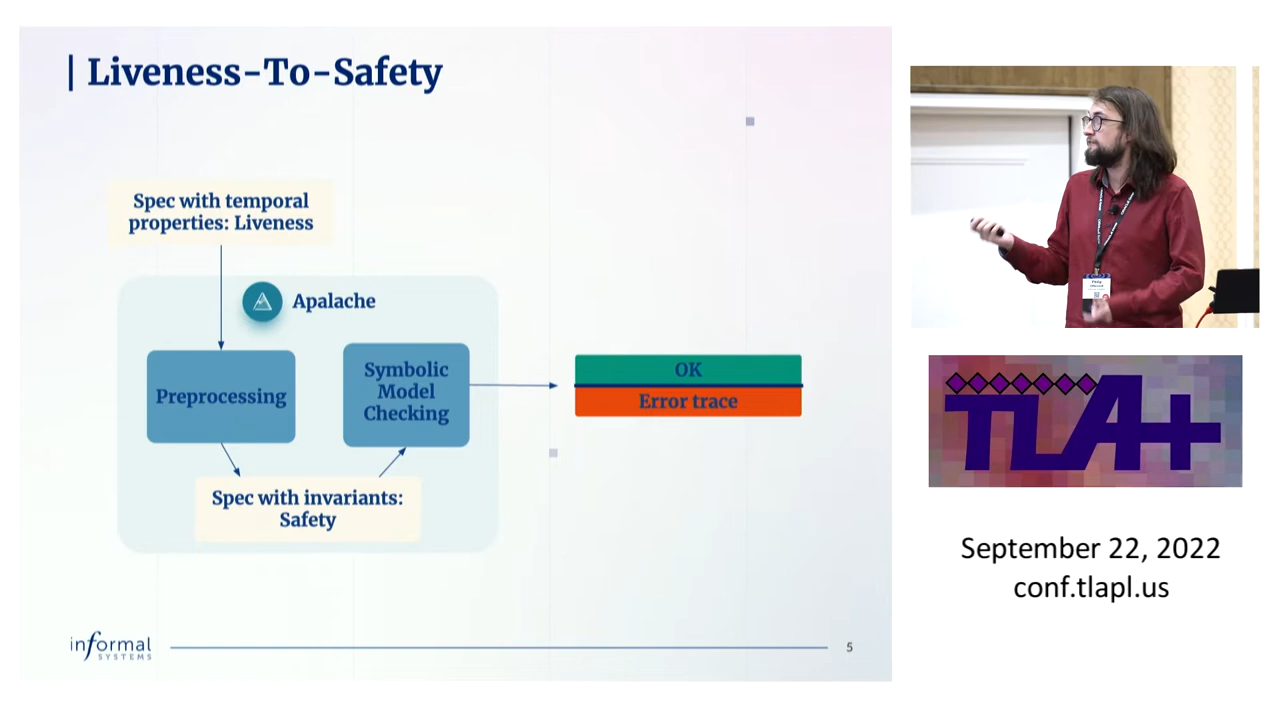 | Liveness-To-Safety
Spec with temporal
properties: Liveness
Apalache
Preprocessing
Symbolic
Model
Checking
Spec with invariants:
Safety
OK
Error trace
informal
SYSTEMS
5
TLA+
September 22, 2022
conf.tlapl.us